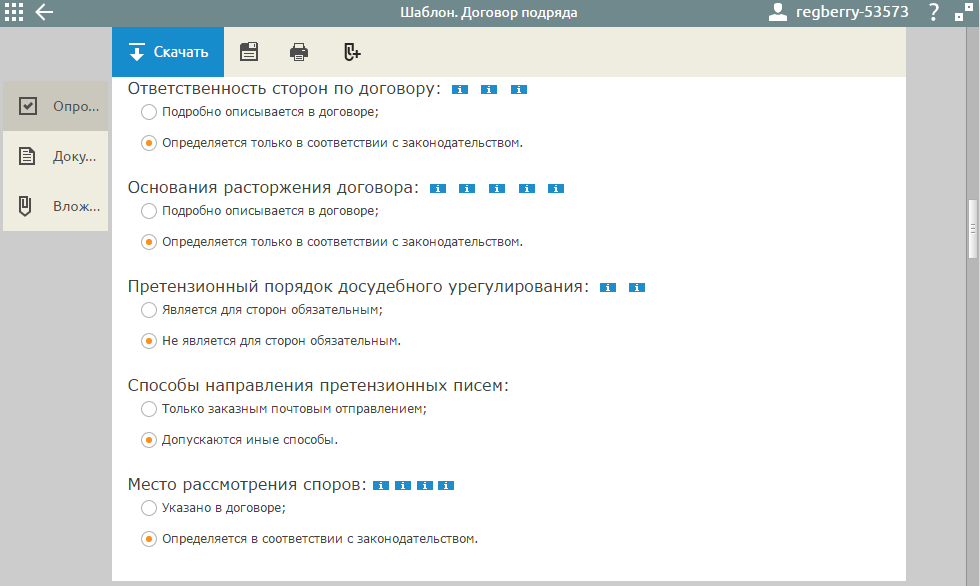 Шаблон. Договор подряда
regberry-53573
?
Скачать
Опро...
Доку...
Влож...
Ответственность сторон по договору: i i i
Подробно описывается в договоре;
Определяется только в соответствии с законодательством.
Основания расторжения договора: i i i i i
Подробно описывается в договоре;
Определяется только в соответствии с законодательством.
Претензионный порядок досудебного урегулирования: i i
Является для сторон обязательным;
Не является для сторон обязательным.
Способы направления претензионных писем:
Только заказным почтовым отправлением;
Допускаются иные способы.
Место рассмотрения споров: i i i i
Указано в договоре;
Определяется в соответствии с законодательством.